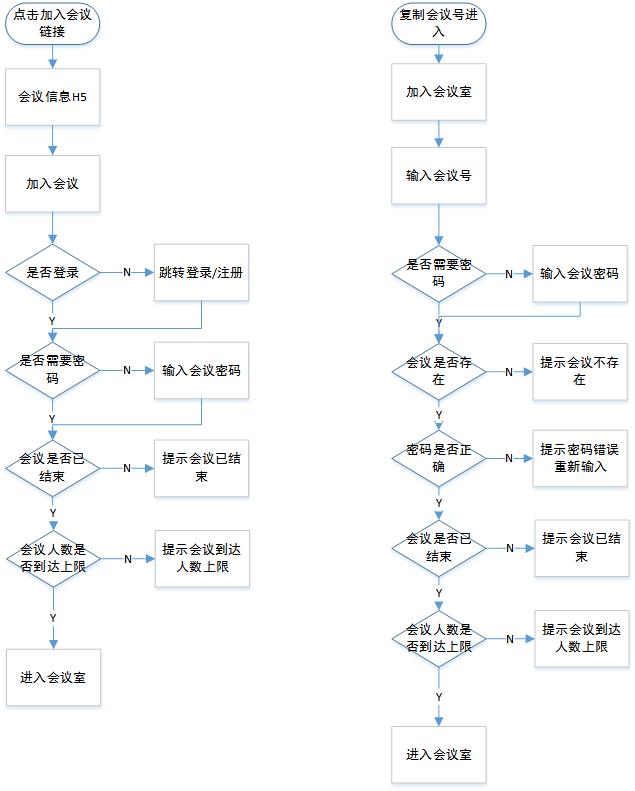 点击加入会议
链接
会议信息H5
加入会议
是否登录
N
跳转登录/注册
Y
是否需要密
码
N
输入会议密码
Y
会议是否已
结束
N
提示会议已结
束
Y
会议人数是
否到达上限
N
提示会议到达
人数上限
Y
进入会议室
复制会议号进
入
加入会议室
输入会议号
是否需要密
码
N
输入会议密码
Y
会议是否存
在
N
提示会议不存
在
Y
密码是否正
确
N
提示密码错误
重新输入
Y
会议是否已
结束
N
提示会议已结
束
Y
会议人数是
否到达上限
N
提示会议到达
人数上限
Y
进入会议室